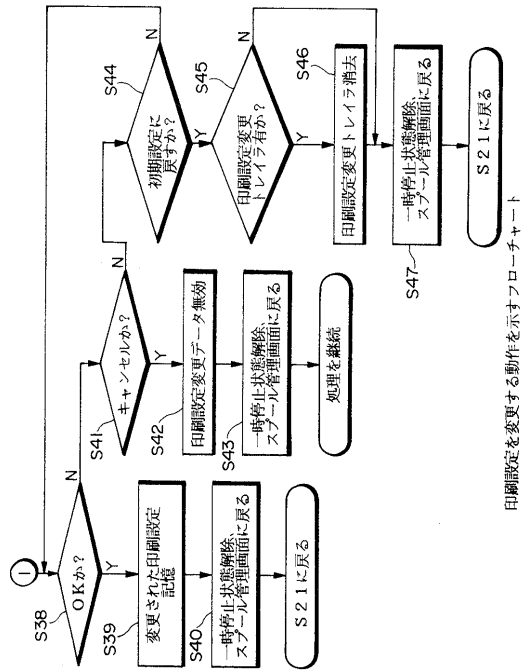 1
S38
OKか?
N
Y
S39
変更された印刷設定
記憶
S40
一時停止状態解除、
スプール管理画面に戻る
S21に戻る
S41
キャンセルか?
N
Y
S42
印刷設定変更データ無効
S43
一時停止状態解除、
スプール管理画面に戻る
処理を継続
S44
初期設定に
戻すか?
N
Y
S45
印刷設定変更
トレイラ有か?
N
Y
S46
印刷設定変更トレイラ消去
S47
一時停止状態解除、
スプール管理画面に戻る
S21に戻る
印刷設定を変更する動作を示すフローチャート